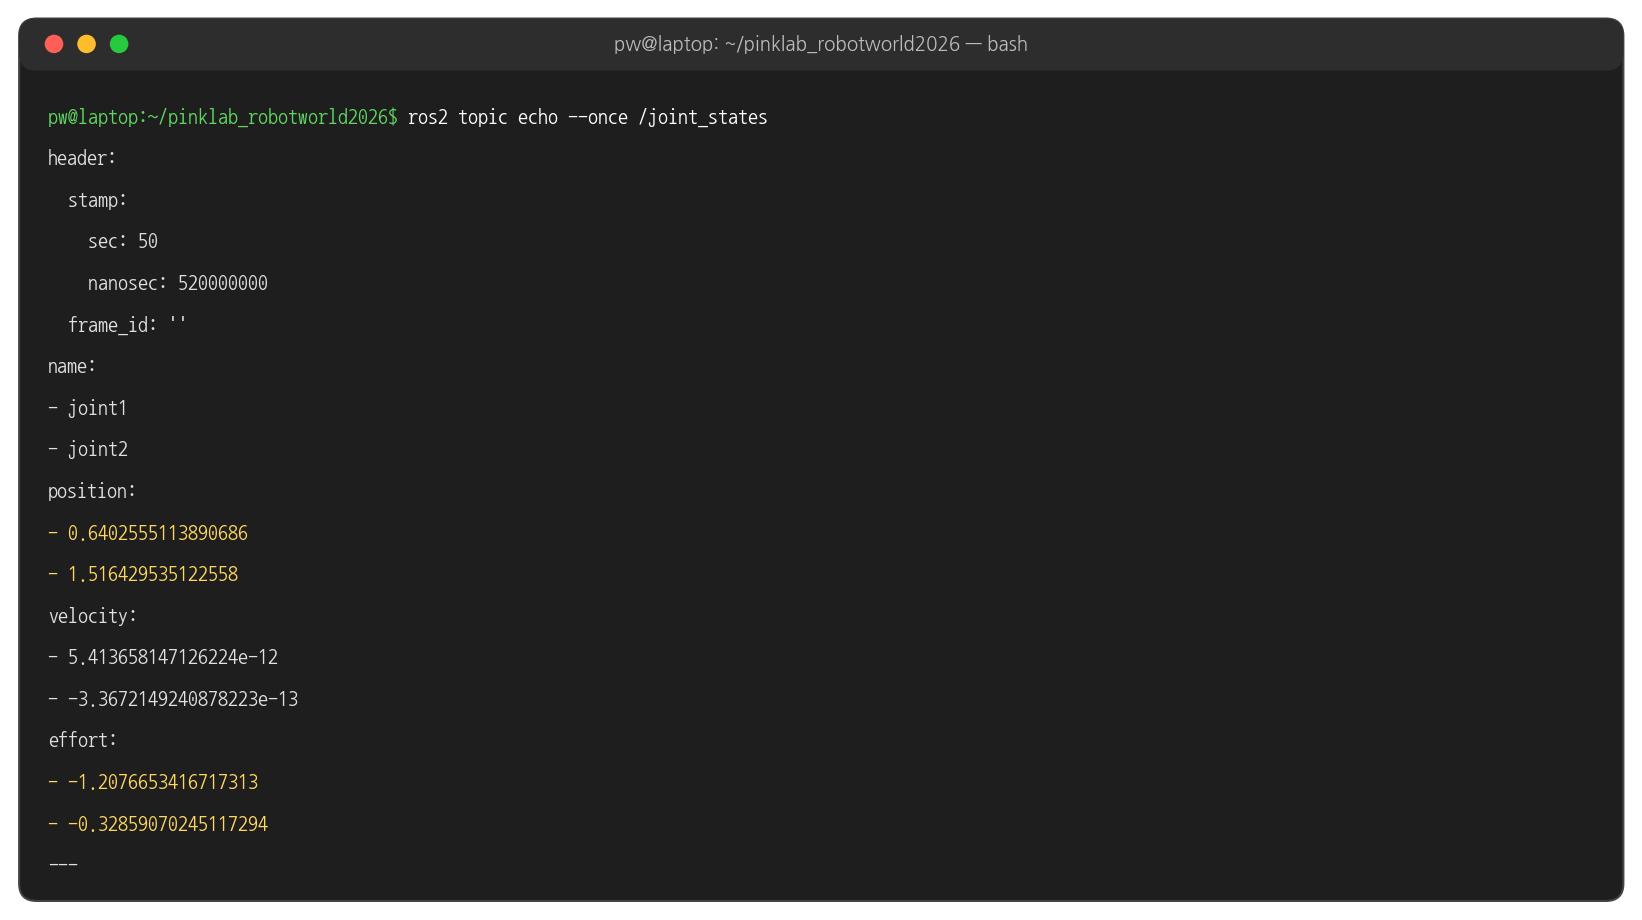 pw@laptop: ~/pinklab_robotworld2026 — bash
pw@laptop:~/pinklab_robotworld2026$ ros2 topic echo --once /joint_states
header:
  stamp:
    sec: 50
    nanosec: 520000000
  frame_id: ''
name:
- joint1
- joint2
position:
- 0.6402555113890686
- 1.516429535122558
velocity:
- 5.413658147126224e-12
- -3.3672149240878223e-13
effort:
- -1.2076653416717313
- -0.32859070245117294
---